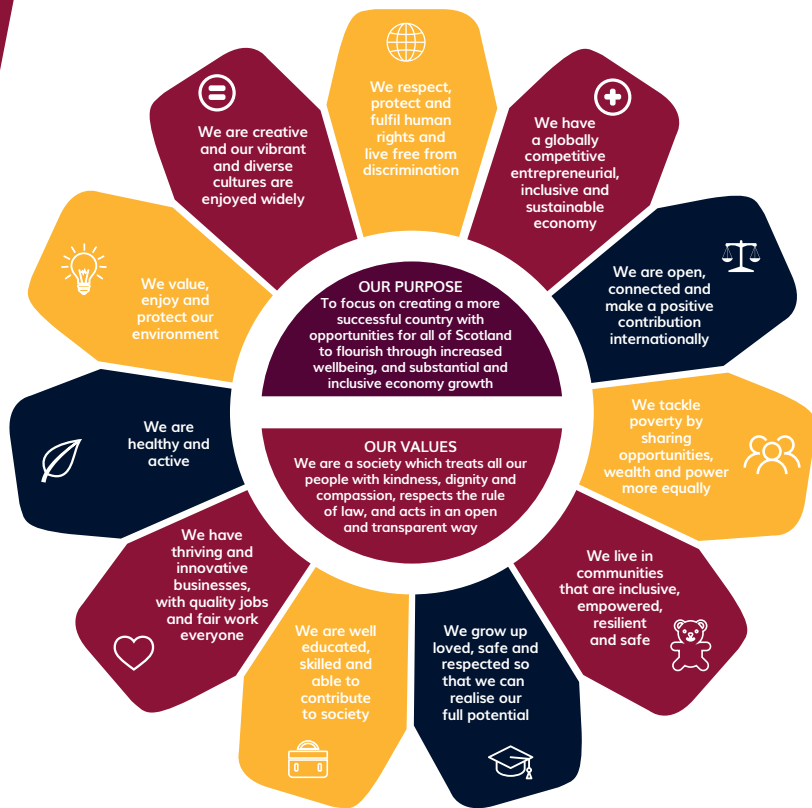 We respect,
protect and
fulfil human
rights and
live free from
discrimination
We have
a globally
competitive
entrepreneurial,
inclusive and
sustainable
economy
We are open,
connected and
make a positive
contribution
internationally
We tackle
poverty by
sharing
opportunities,
wealth and power
more equally
We live in
communities
that are inclusive,
empowered,
resilient
and safe
We grow up
loved, safe and
respected so
that we can
realise our
full potential
We are well
educated,
skilled and
able to
contribute
to society
We have
thriving and
innovative
businesses,
with quality jobs
and fair work
everyone
We are
healthy and
active
We value,
enjoy and
protect our
environment
We are creative
and our vibrant
and diverse
cultures are
enjoyed widely
OUR PURPOSE
To focus on creating a more
successful country with
opportunities for all of Scotland
to flourish through increased
wellbeing, and substantial and
inclusive economy growth
OUR VALUES
We are a society which treats all our
people with kindness, dignity and
compassion, respects the rule
of law, and acts in an open
and transparent way